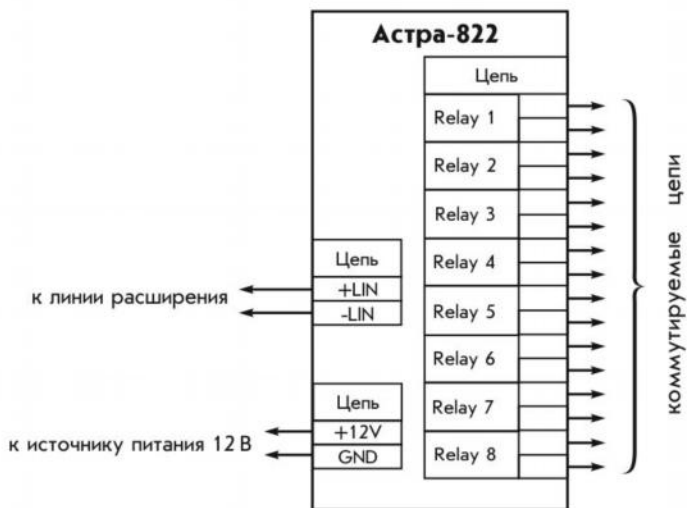 Астра-822
Цепь
Relay 1
Relay 2
Relay 3
Relay 4
Relay 5
Relay 6
Relay 7
Relay 8
коммутируемые цепи
Цепь
+LIN
-LIN
к линии расширения
Цепь
+12V
GND
к источнику питания 12 В